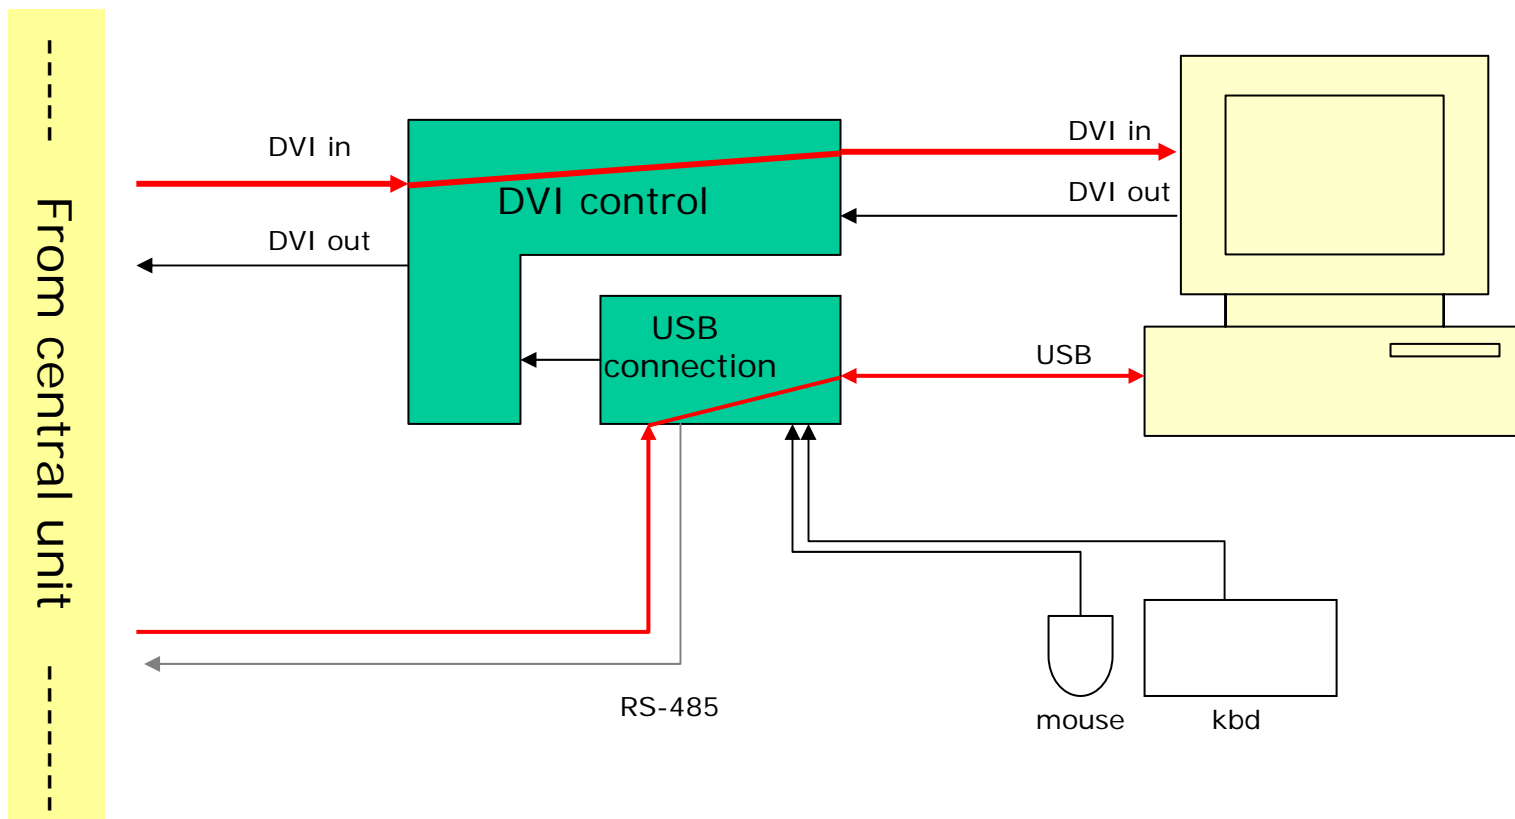 From central unit
DVI in
DVI in
DVI control
DVI out
DVI out
USB
connection
USB
RS-485
mouse
kbd